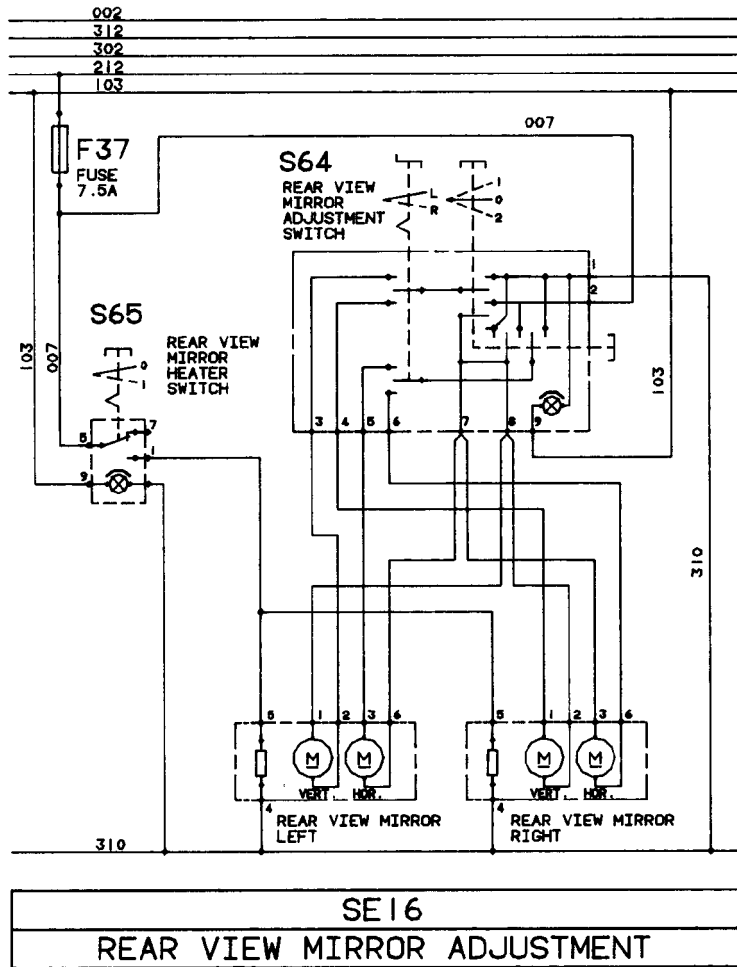 002
312
302
212
103
007
F37
FUSE
7.5A
S64
REAR VIEW
MIRROR
ADJUSTMENT
SWITCH
L
R
1
0
2
1
2
S65
REAR VIEW
MIRROR
HEATER
SWITCH
0
1
103
007
103
310
5
7
1
9
3
4
5
6
7
8
9
5
1
2
3
6
5
1
2
3
6
M
M
M
M
VERT.
HOR.
VERT.
HOR.
4
4
REAR VIEW MIRROR
LEFT
REAR VIEW MIRROR
RIGHT
310
SE16
REAR VIEW MIRROR ADJUSTMENT